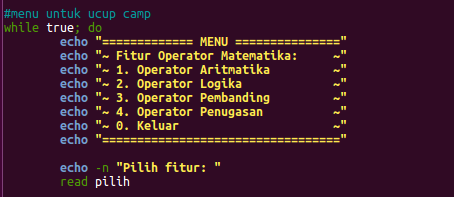 #menu untuk ucup camp
while true; do
        echo "============= MENU ==============="
        echo "~ Fitur Operator Matematika:     ~"
        echo "~ 1. Operator Aritmatika         ~"
        echo "~ 2. Operator Logika             ~"
        echo "~ 3. Operator Pembanding         ~"
        echo "~ 4. Operator Penugasan          ~"
        echo "~ 0. Keluar                      ~"
        echo "=================================="

        echo -n "Pilih fitur: "
        read pilih